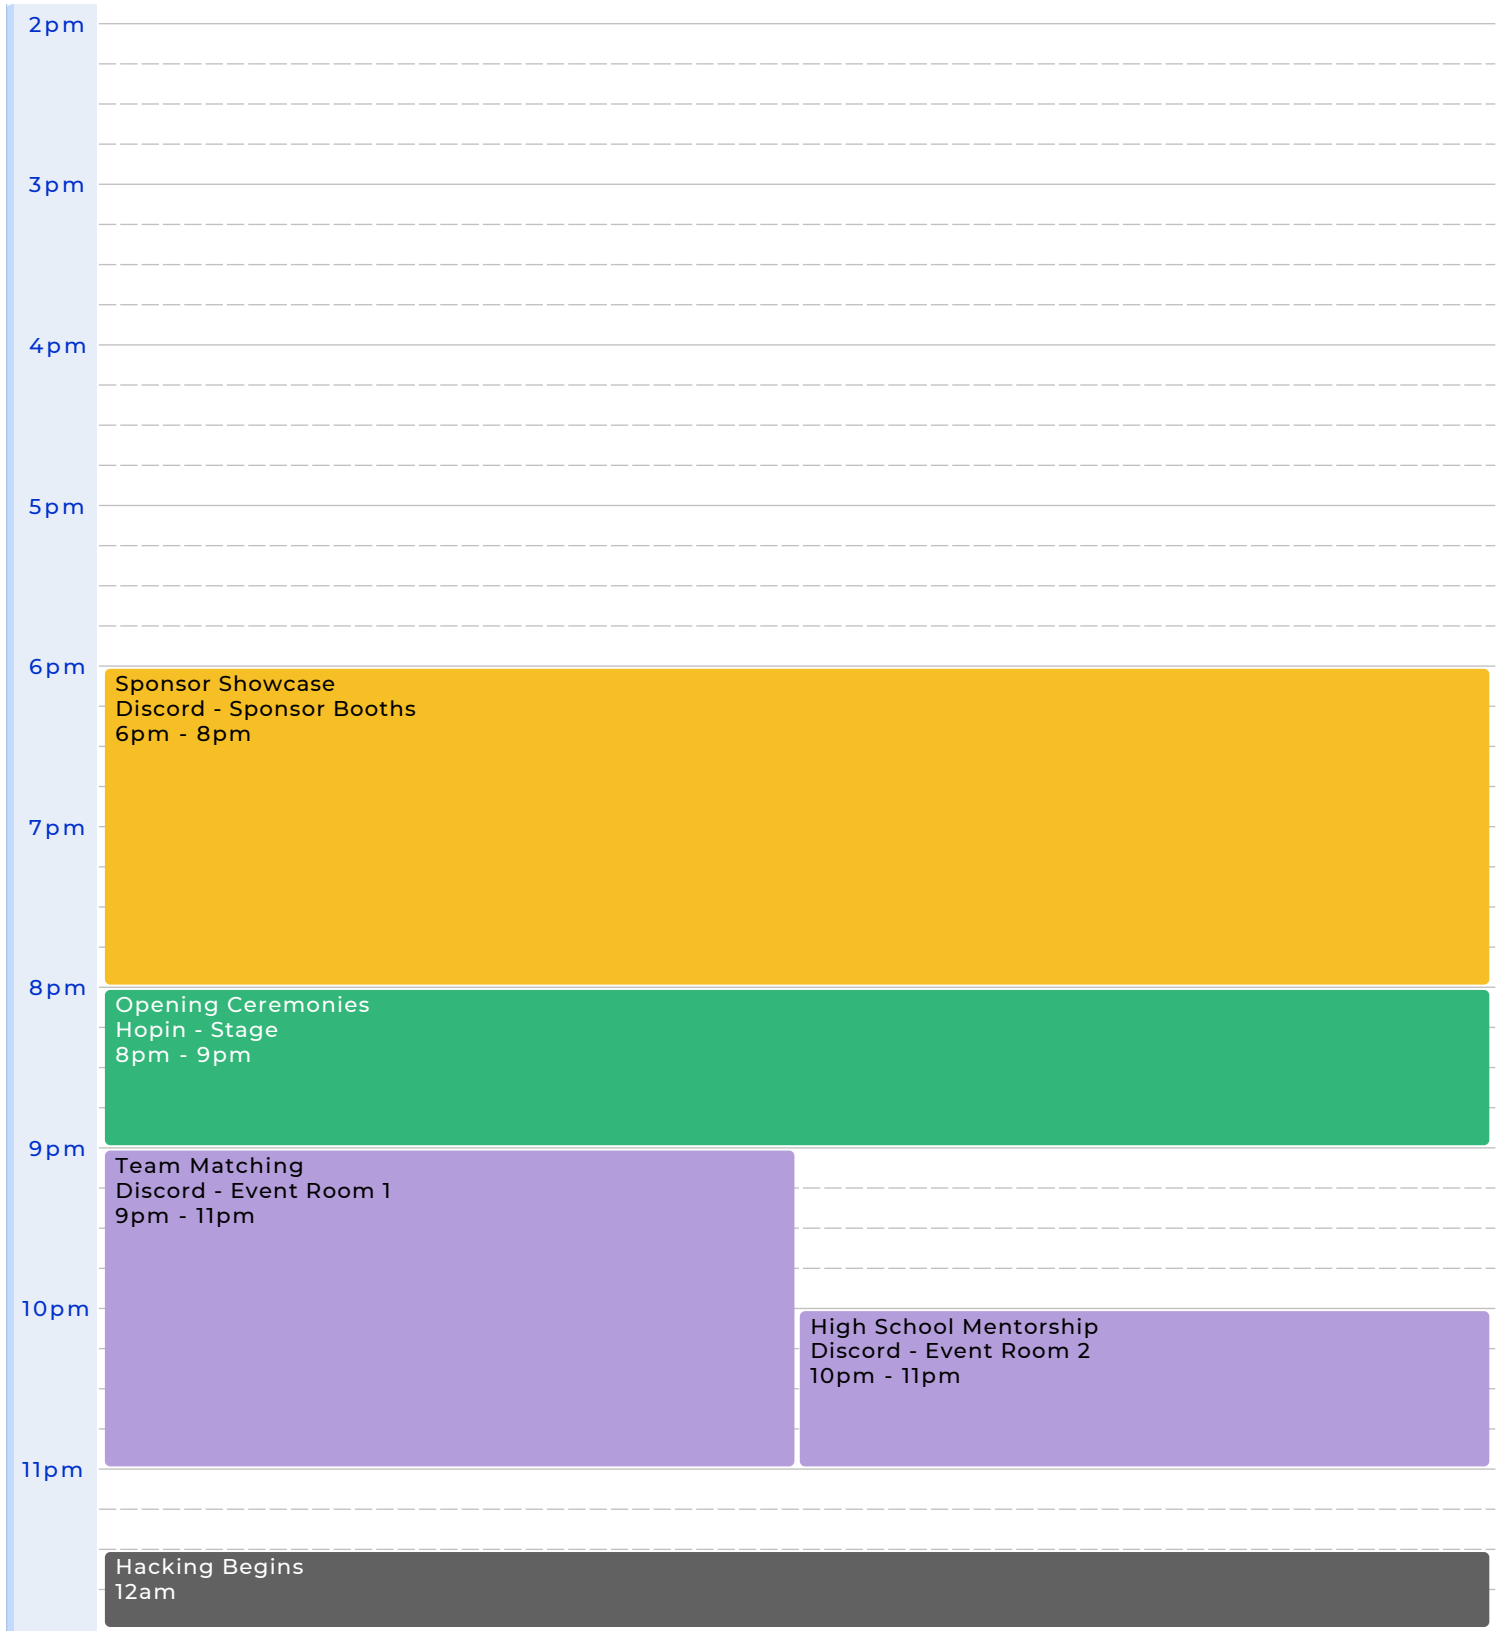 2pm
3pm
4pm
5pm
6pm
Sponsor Showcase
Discord - Sponsor Booths
6pm - 8pm
7pm
8pm
Opening Ceremonies
Hopin - Stage
8pm - 9pm
9pm
Team Matching
Discord - Event Room 1
9pm - 11pm
10pm
High School Mentorship
Discord - Event Room 2
10pm - 11pm
11pm
Hacking Begins
12am